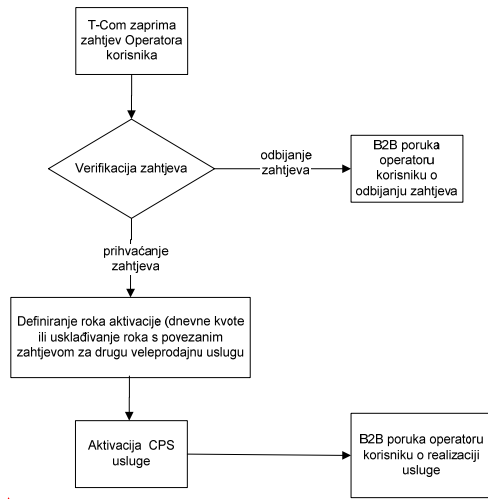 T-Com zaprima
zahtjev Operatora
korisnika
Verifikacija zahtjeva
odbijanje
zahtjeva
B2B poruka
operatoru
korisniku o
odbijanju zahtjeva
prihvaćanje
zahtjeva
Definiranje roka aktivacije (dnevne kvote
ili usklađivanje roka s povezanim
zahtjevom za drugu veleprodajnu uslugu
Aktivacija CPS
usluge
B2B poruka operatoru
korisniku o realizaciji
usluge